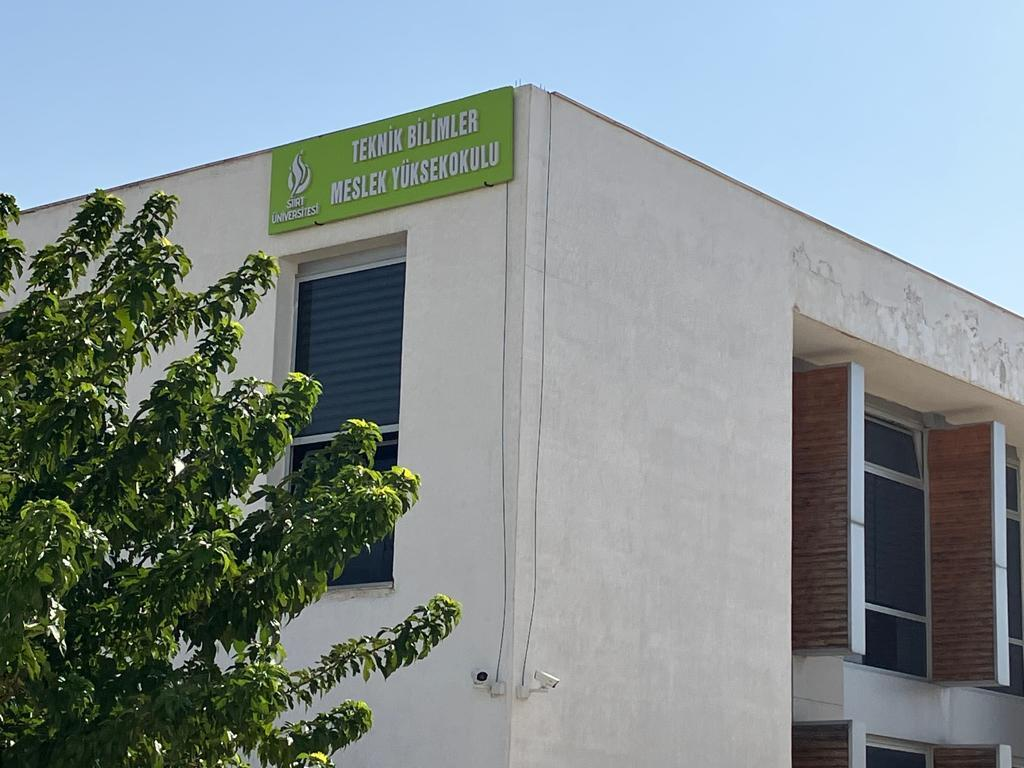 TEKNİK BİLİMLER
MESLEK YÜKSEKOKULU
SİİRT
ÜNİVERSİTESİ